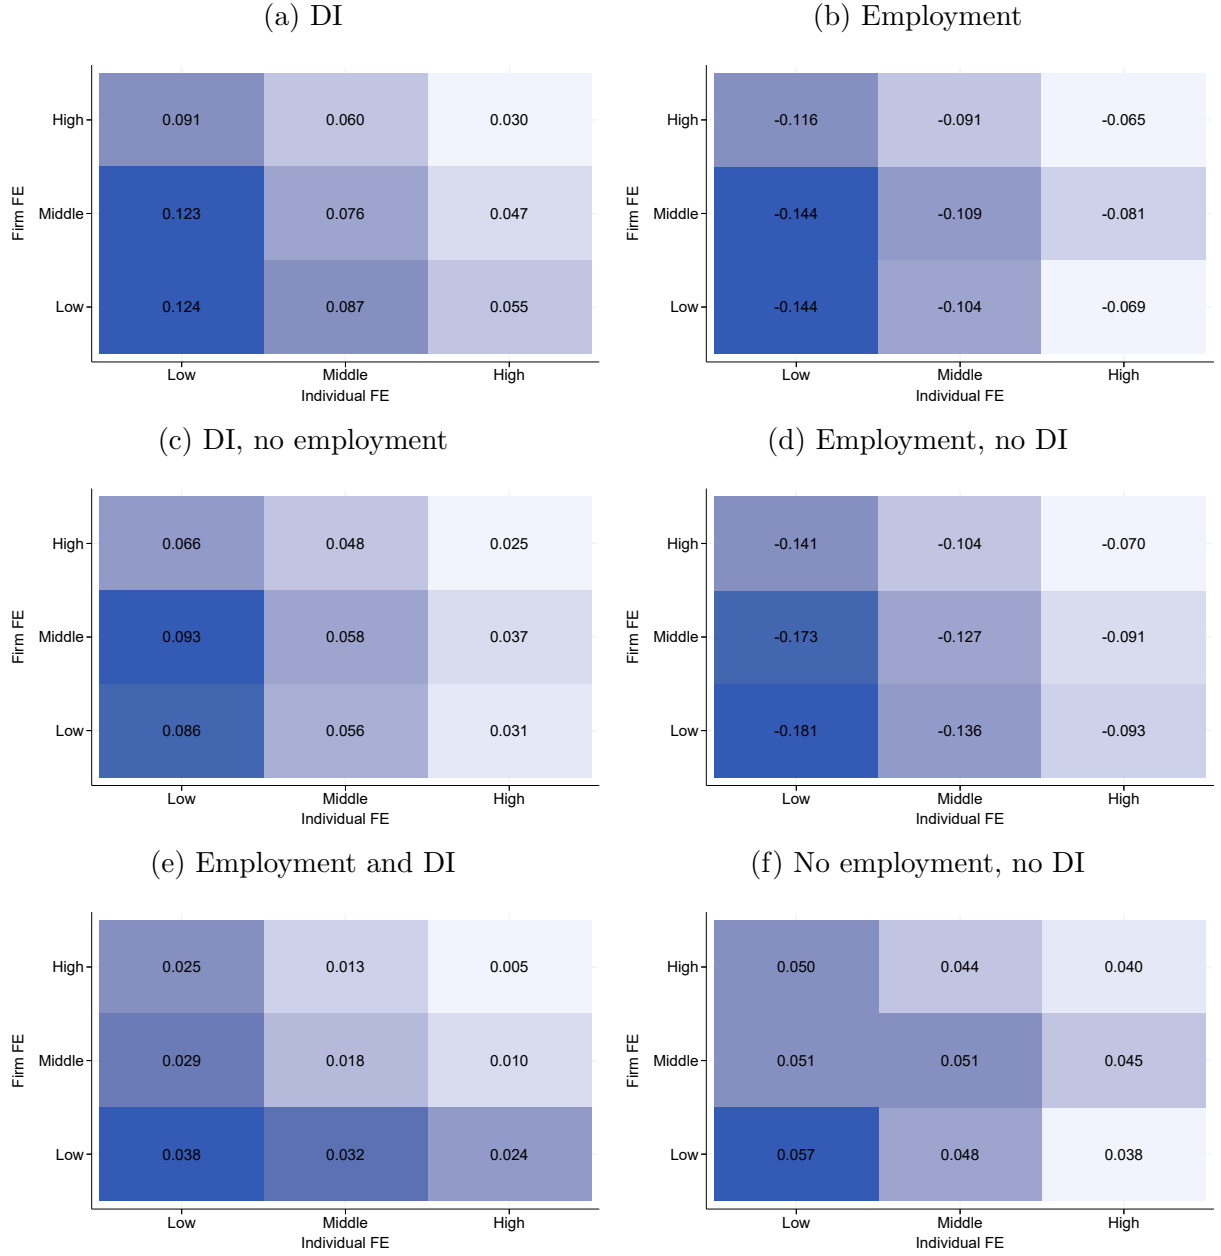 (a) DI
High 0.091 0.060 0.030
Middle 0.123 0.076 0.047
Low 0.124 0.087 0.055
Firm FE
Low Middle High
Individual FE
(b) Employment
High -0.116 -0.091 -0.065
Middle -0.144 -0.109 -0.081
Low -0.144 -0.104 -0.069
Firm FE
Low Middle High
Individual FE
(c) DI, no employment
High 0.066 0.048 0.025
Middle 0.093 0.058 0.037
Low 0.086 0.056 0.031
Firm FE
Low Middle High
Individual FE
(d) Employment, no DI
High -0.141 -0.104 -0.070
Middle -0.173 -0.127 -0.091
Low -0.181 -0.136 -0.093
Firm FE
Low Middle High
Individual FE
(e) Employment and DI
High 0.025 0.013 0.005
Middle 0.029 0.018 0.010
Low 0.038 0.032 0.024
Firm FE
Low Middle High
Individual FE
(f) No employment, no DI
High 0.050 0.044 0.040
Middle 0.051 0.051 0.045
Low 0.057 0.048 0.038
Firm FE
Low Middle High
Individual FE